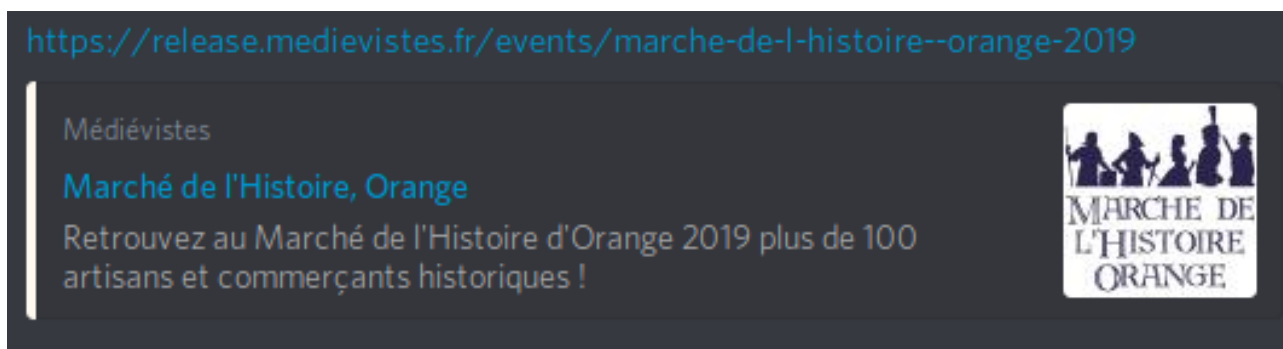 https://release.medievistes.fr/events/marche-de-l-histoire--orange-2019
Médiévistes
Marché de l'Histoire, Orange
Retrouvez au Marché de l'Histoire d'Orange 2019 plus de 100
artisans et commerçants historiques !
MARCHE DE
L'HISTOIRE
ORANGE